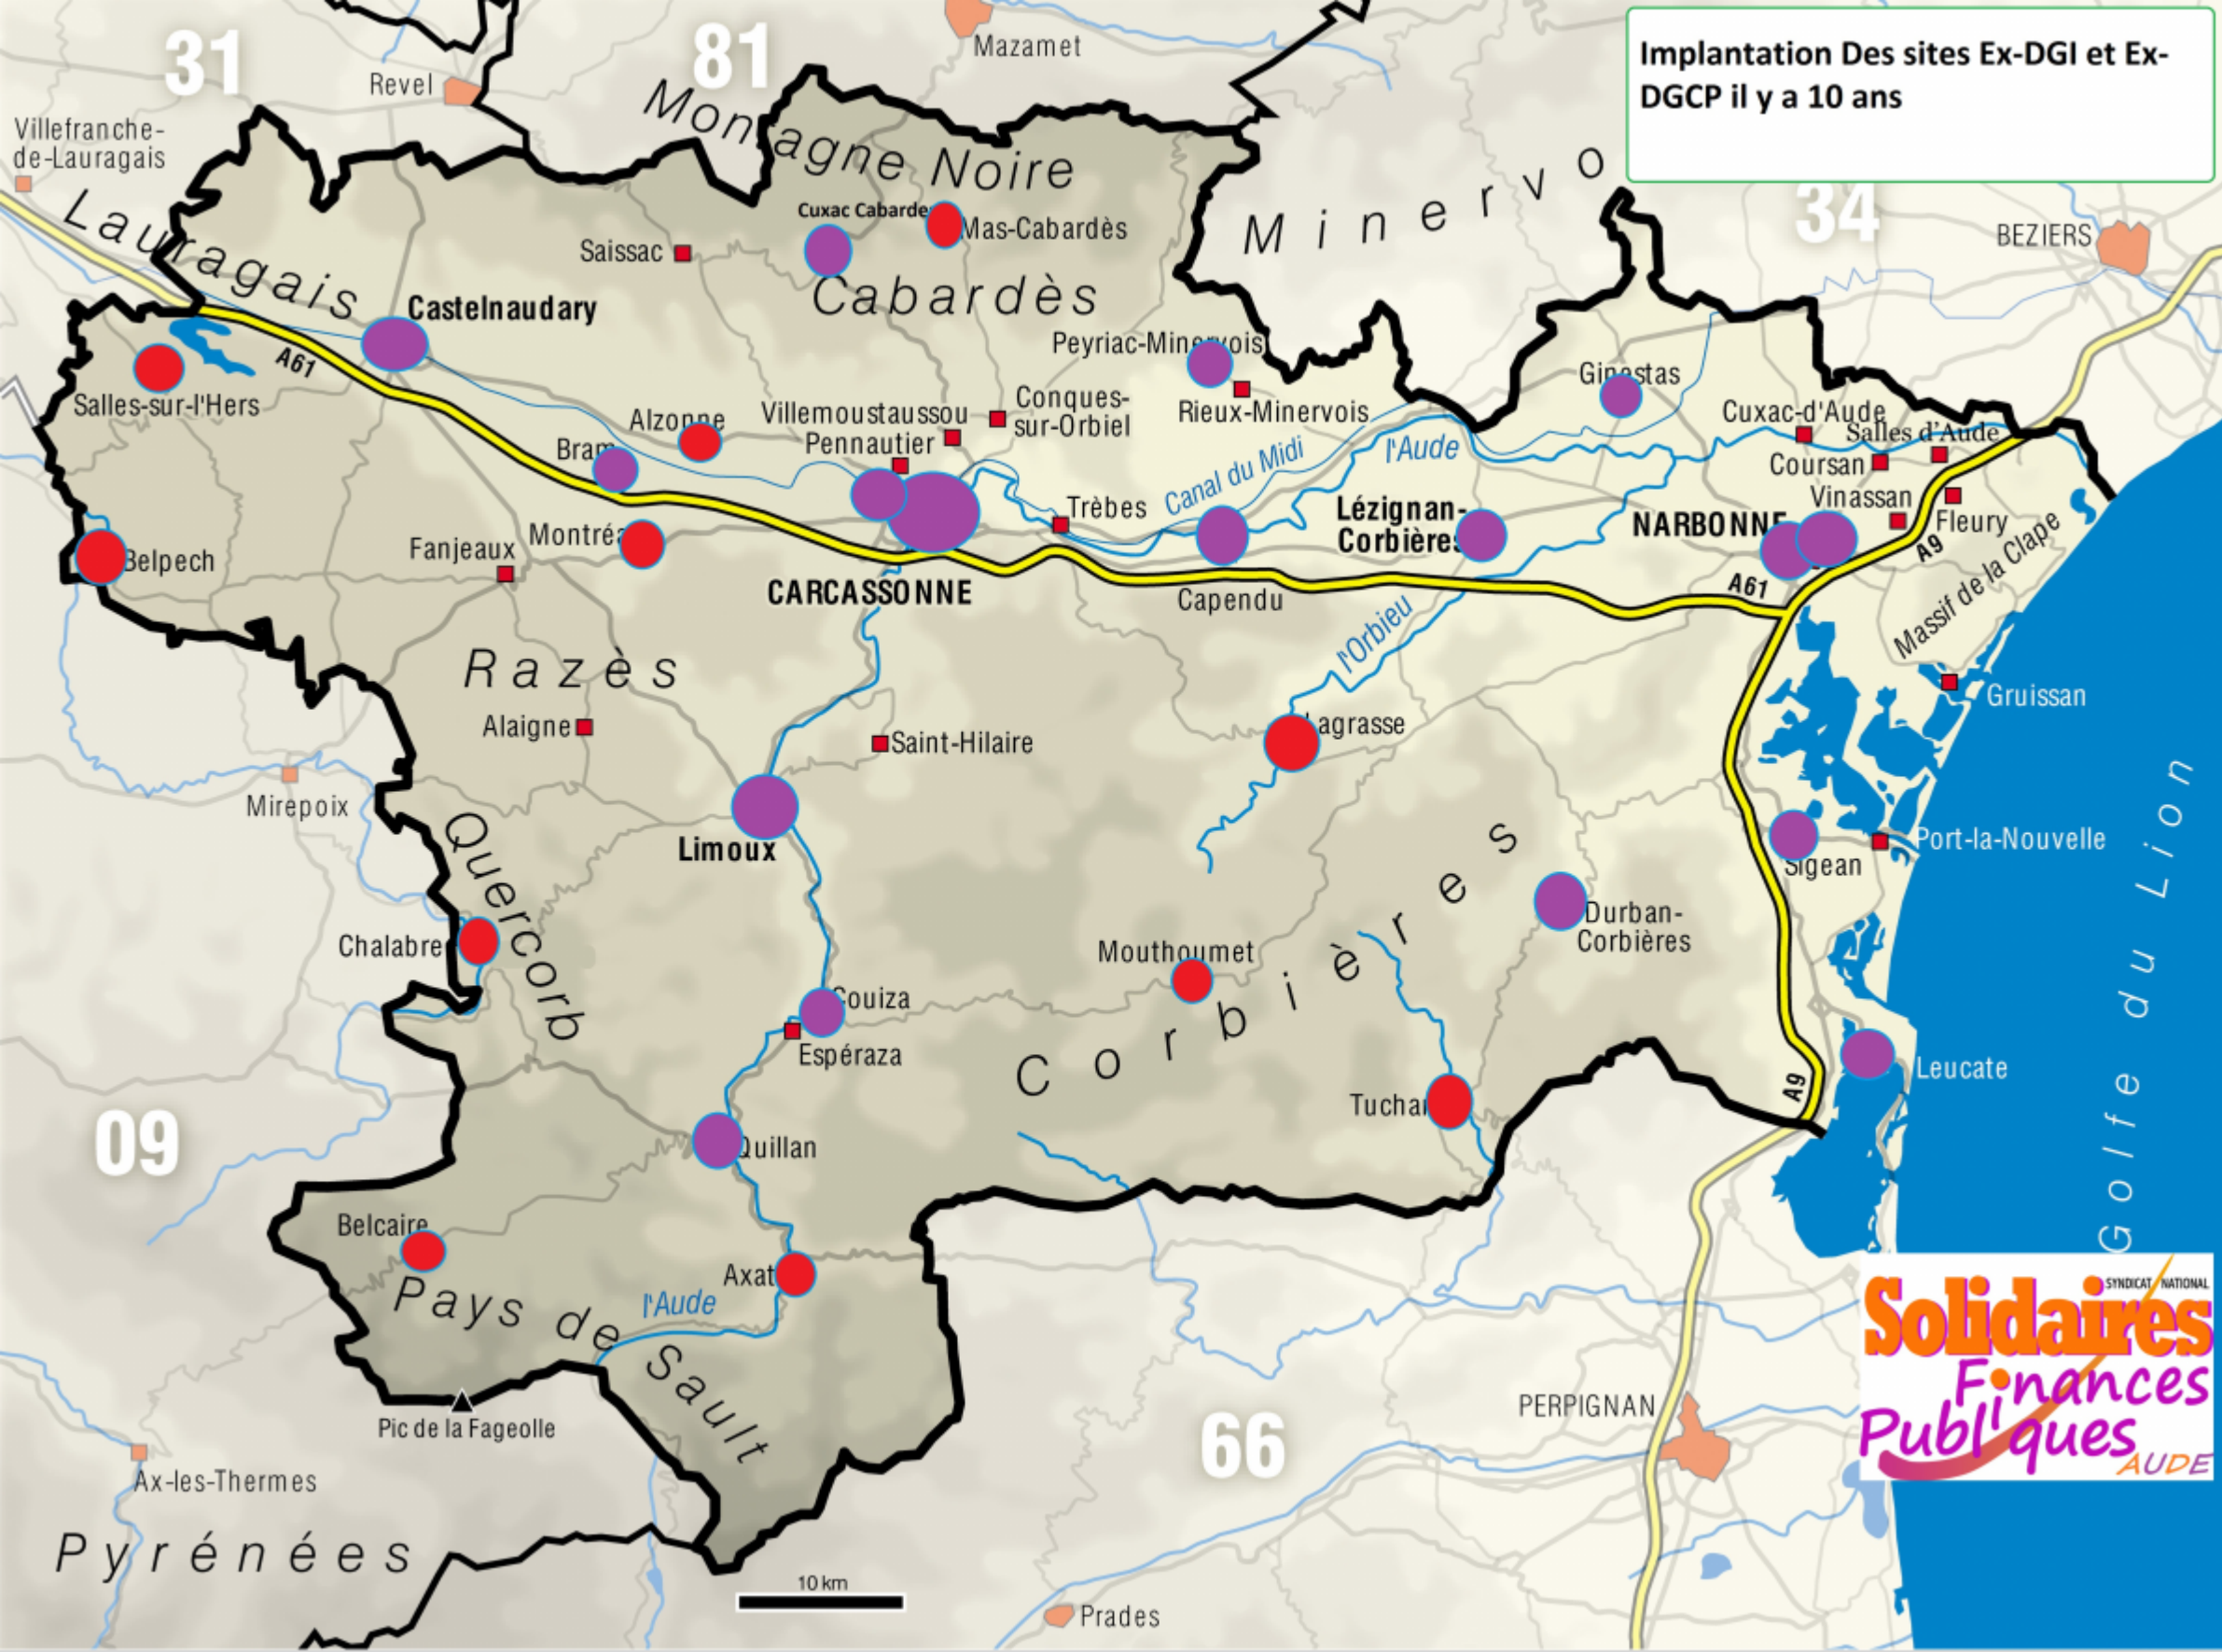 31
81
Mazamet
Implantation Des sites Ex-DGI et Ex-
DGCP il y a 10 ans
Revel
Villefranche-
de-Lauragais
Montagne Noire
Minervo
34
BEZIERS
Lauragais
Cuxac Cabarde
Mas-Cabardès
Saissac
Cabardès
Castelnaudary
A61
Peyriac-Minervois
Rieux-Minervois
Ginestas
Salles-sur-l'Hers
Conques-
sur-Orbiel
Villemoustaussou
Pennautier
Alzonne
Bram
Cuxac-d'Aude
Salles d'Aude
Coursan
Vinassan
Fleury
Canal du Midi
l'Aude
Trèbes
Lézignan-
Corbières
NARBONNE
A9
A61
Massif de la Clape
Belpech
Fanjeaux
Montréa
CARCASSONNE
Capendu
l'Orbieu
Razès
Alaigne
Saint-Hilaire
Lagrasse
Gruissan
Mirepoix
Quercorb
Limoux
Sigean
Port-la-Nouvelle
Golfe du Lion
Durban-
Corbières
Chalabre
Mouthoumet
Corbières
Couiza
Espéraza
Leucate
A9
Tucha
09
Quillan
Belcaire
Axat
Pays de
Sault
l'Aude
Pic de la Fageolle
Ax-les-Thermes
Pyrénées
66
PERPIGNAN
Prades
10 km
SYNDICAT NATIONAL
Solidaires
Finances
Publiques
AUDE